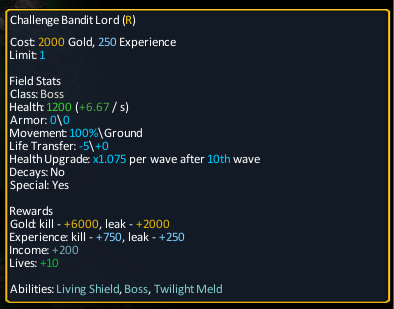 Challenge Bandit Lord (R)
Cost: 2000 Gold, 250 Experience
Limit: 1
Field Stats
Class: Boss
Health: 1200 (+6.67 / s)
Armor: 0\0
Movement: 100%\Ground
Life Transfer: -5\+0
Health Upgrade: x1.075 per wave after 10th wave
Decays: No
Special: Yes
Rewards
Gold: kill - +6000, leak - +2000
Experience: kill - +750, leak - +250
Income: +200
Lives: +10
Abilities: Living Shield, Boss, Twilight Meld